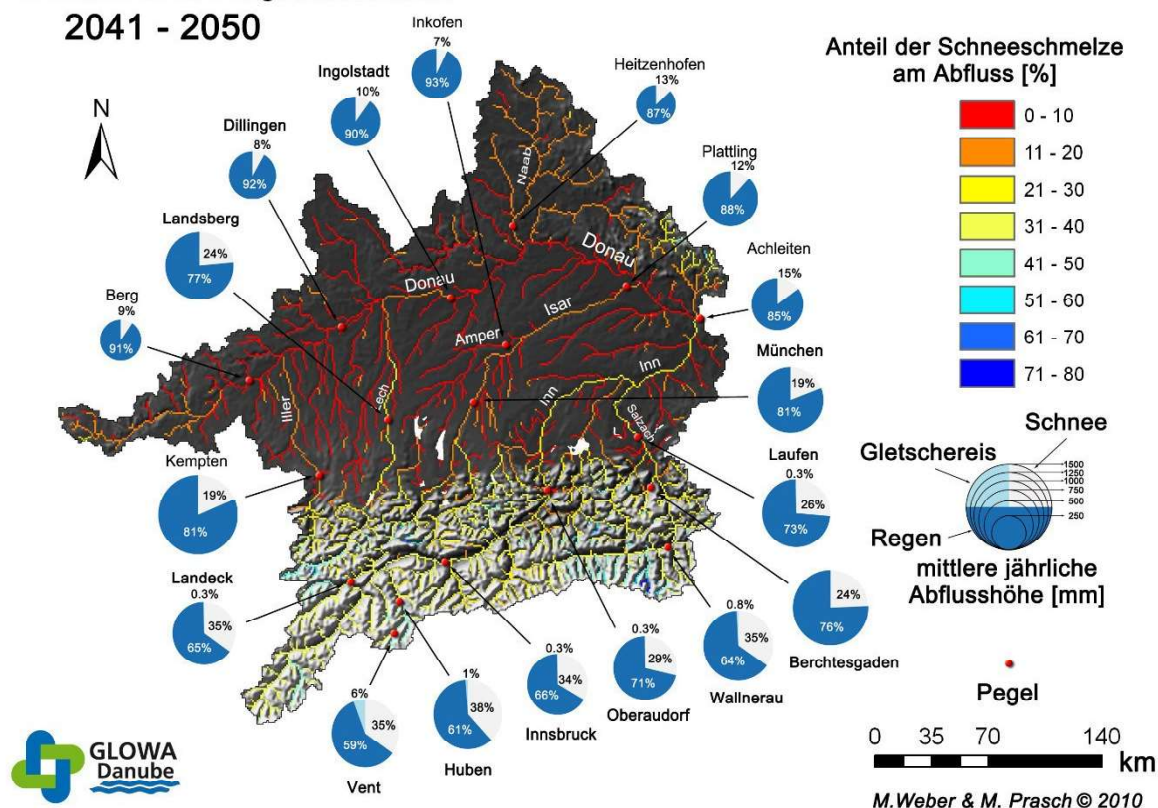 2041 - 2050
Inkofen
7%
93%
Ingolstadt
10%
90%
Heitzenhofen
13%
87%
Dillingen
8%
92%
Plattling
12%
88%
Landsberg
24%
77%
Achleiten
15%
85%
Berg
9%
91%
München
19%
81%
Kempten
19%
81%
Laufen
0.3%
26%
73%
Landeck
0.3%
35%
65%
Berchtesgaden
24%
76%
Vent
6%
35%
59%
Huben
1%
38%
61%
Innsbruck
0.3%
34%
66%
Oberaudorf
0.3%
29%
71%
Wallnerau
0.8%
35%
64%
N
Naab
Donau
Donau
Isar
Amper
Inn
Inn
Lech
Iller
Salzach
Anteil der Schneeschmelze
am Abfluss [%]
0 - 10
11 - 20
21 - 30
31 - 40
41 - 50
51 - 60
61 - 70
71 - 80
Schnee
Gletschereis
1500
1250
1000
750
500
250
Regen
mittlere jährliche
Abflusshöhe [mm]
Pegel
0 35 70 140
km
GLOWA
Danube
M.Weber & M. Prasch © 2010